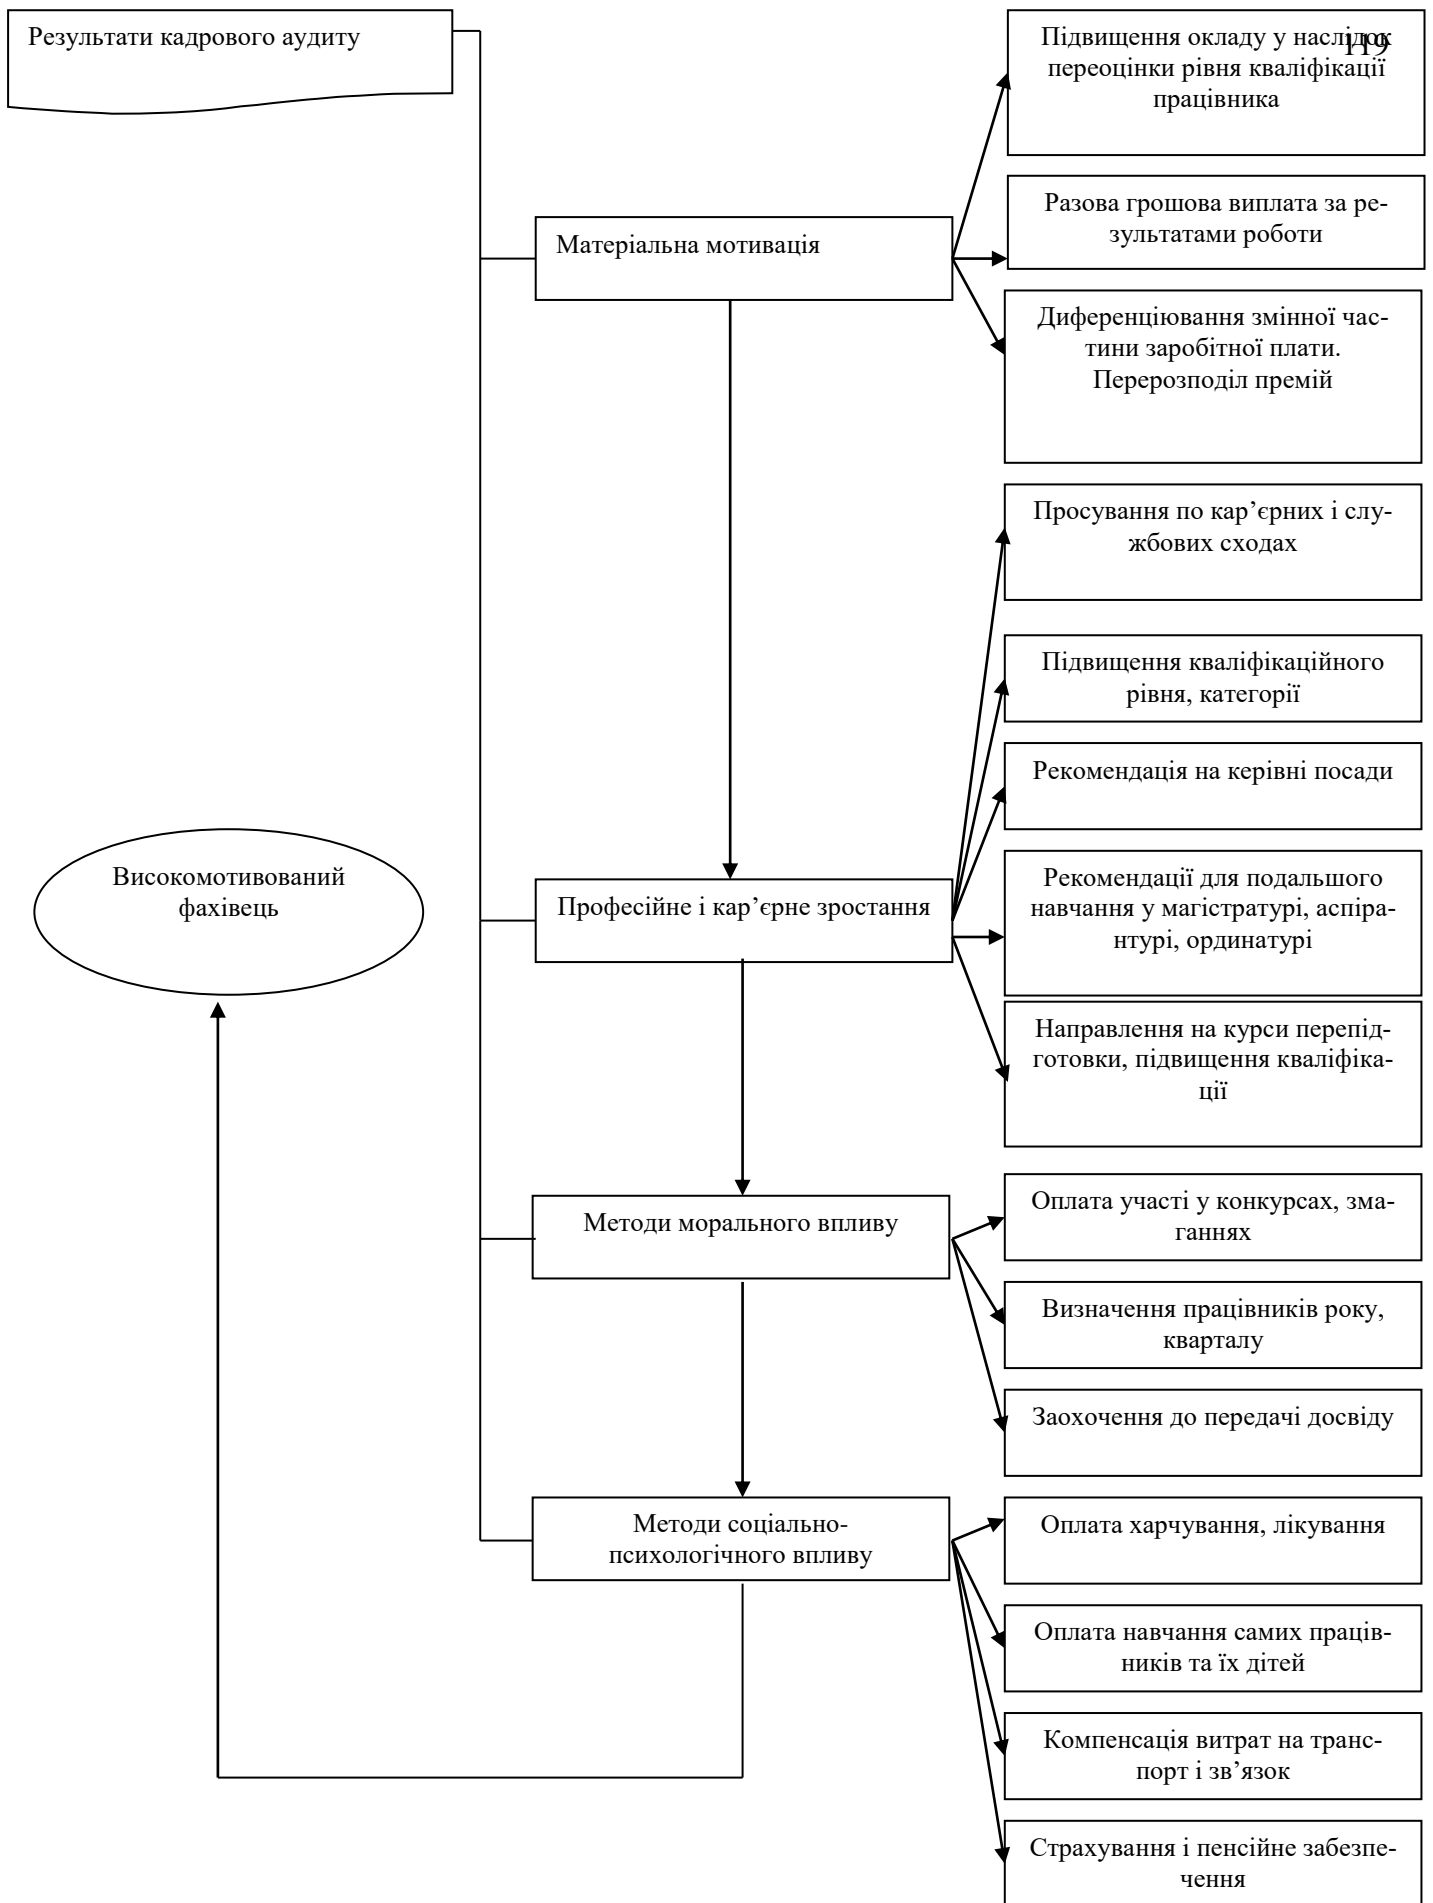 Результати кадрового аудиту
119
Підвищення окладу у наслідок
переоцінки рівня кваліфікації
працівника
Разова грошова виплата за ре-
зультатами роботи
Матеріальна мотивація
Диференціювання змінної час-
тини заробітної плати.
Перерозподіл премій
Просування по кар’єрних і слу-
жбових сходах
Підвищення кваліфікаційного
рівня, категорії
Рекомендація на керівні посади
Високомотивований
фахівець
Професійне і кар’єрне зростання
Рекомендації для подальшого
навчання у магістратурі, аспіра-
нтурі, ординатурі
Направлення на курси перепід-
готовки, підвищення кваліфіка-
ції
Методи морального впливу
Оплата участі у конкурсах, зма-
ганнях
Визначення працівників року,
кварталу
Заохочення до передачі досвіду
Методи соціально-
психологічного впливу
Оплата харчування, лікування
Оплата навчання самих праців-
ників та їх дітей
Компенсація витрат на транс-
порт і зв’язок
Страхування і пенсійне забезпе-
чення